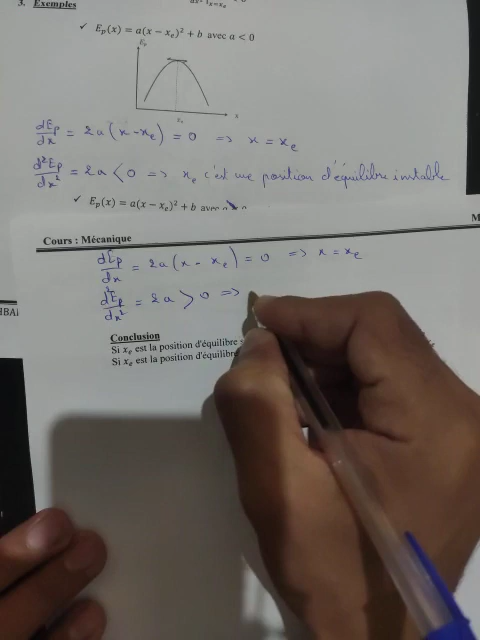 3. Exemples
✓ Eₚ(x) = a(x − xₑ)² + b avec a < 0
Eₚ
x
dEp/dx = 2a(x − xe) = 0 ⇒ x = xe
d²Ep/dx² = 2a < 0 ⇒ xe c'est une position d'équilibre instable
✓ Eₚ(x) = a(x − xₑ)² + b avec
Cours : Mécanique
M
dEp/dx = 2a(x − xe) = 0 ⇒ x = xe
d²Ep/dx² = 2a > 0 ⇒
Conclusion
Si xₑ est la position d'équilibre
Si xₑ est la position d'équilibre